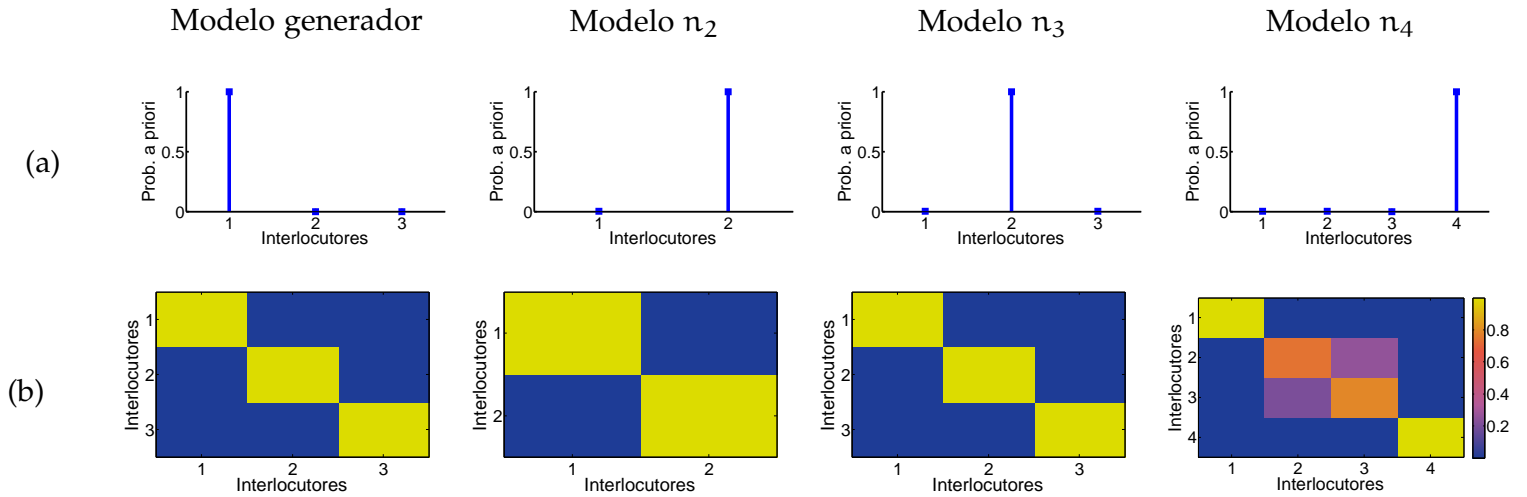 Modelo generador
Modelo n₂
Modelo n₃
Modelo n₄
(a)
Prob. a priori
1
0.5
0
1 2 3
Interlocutores
Prob. a priori
1
0.5
0
1 2
Interlocutores
Prob. a priori
1
0.5
0
1 2 3
Interlocutores
Prob. a priori
1
0.5
0
1 2 3 4
Interlocutores
(b)
Interlocutores
1
2
3
1 2 3
Interlocutores
Interlocutores
1
2
1 2
Interlocutores
Interlocutores
1
2
3
1 2 3
Interlocutores
Interlocutores
1
2
3
4
1 2 3 4
Interlocutores
0.8
0.6
0.4
0.2